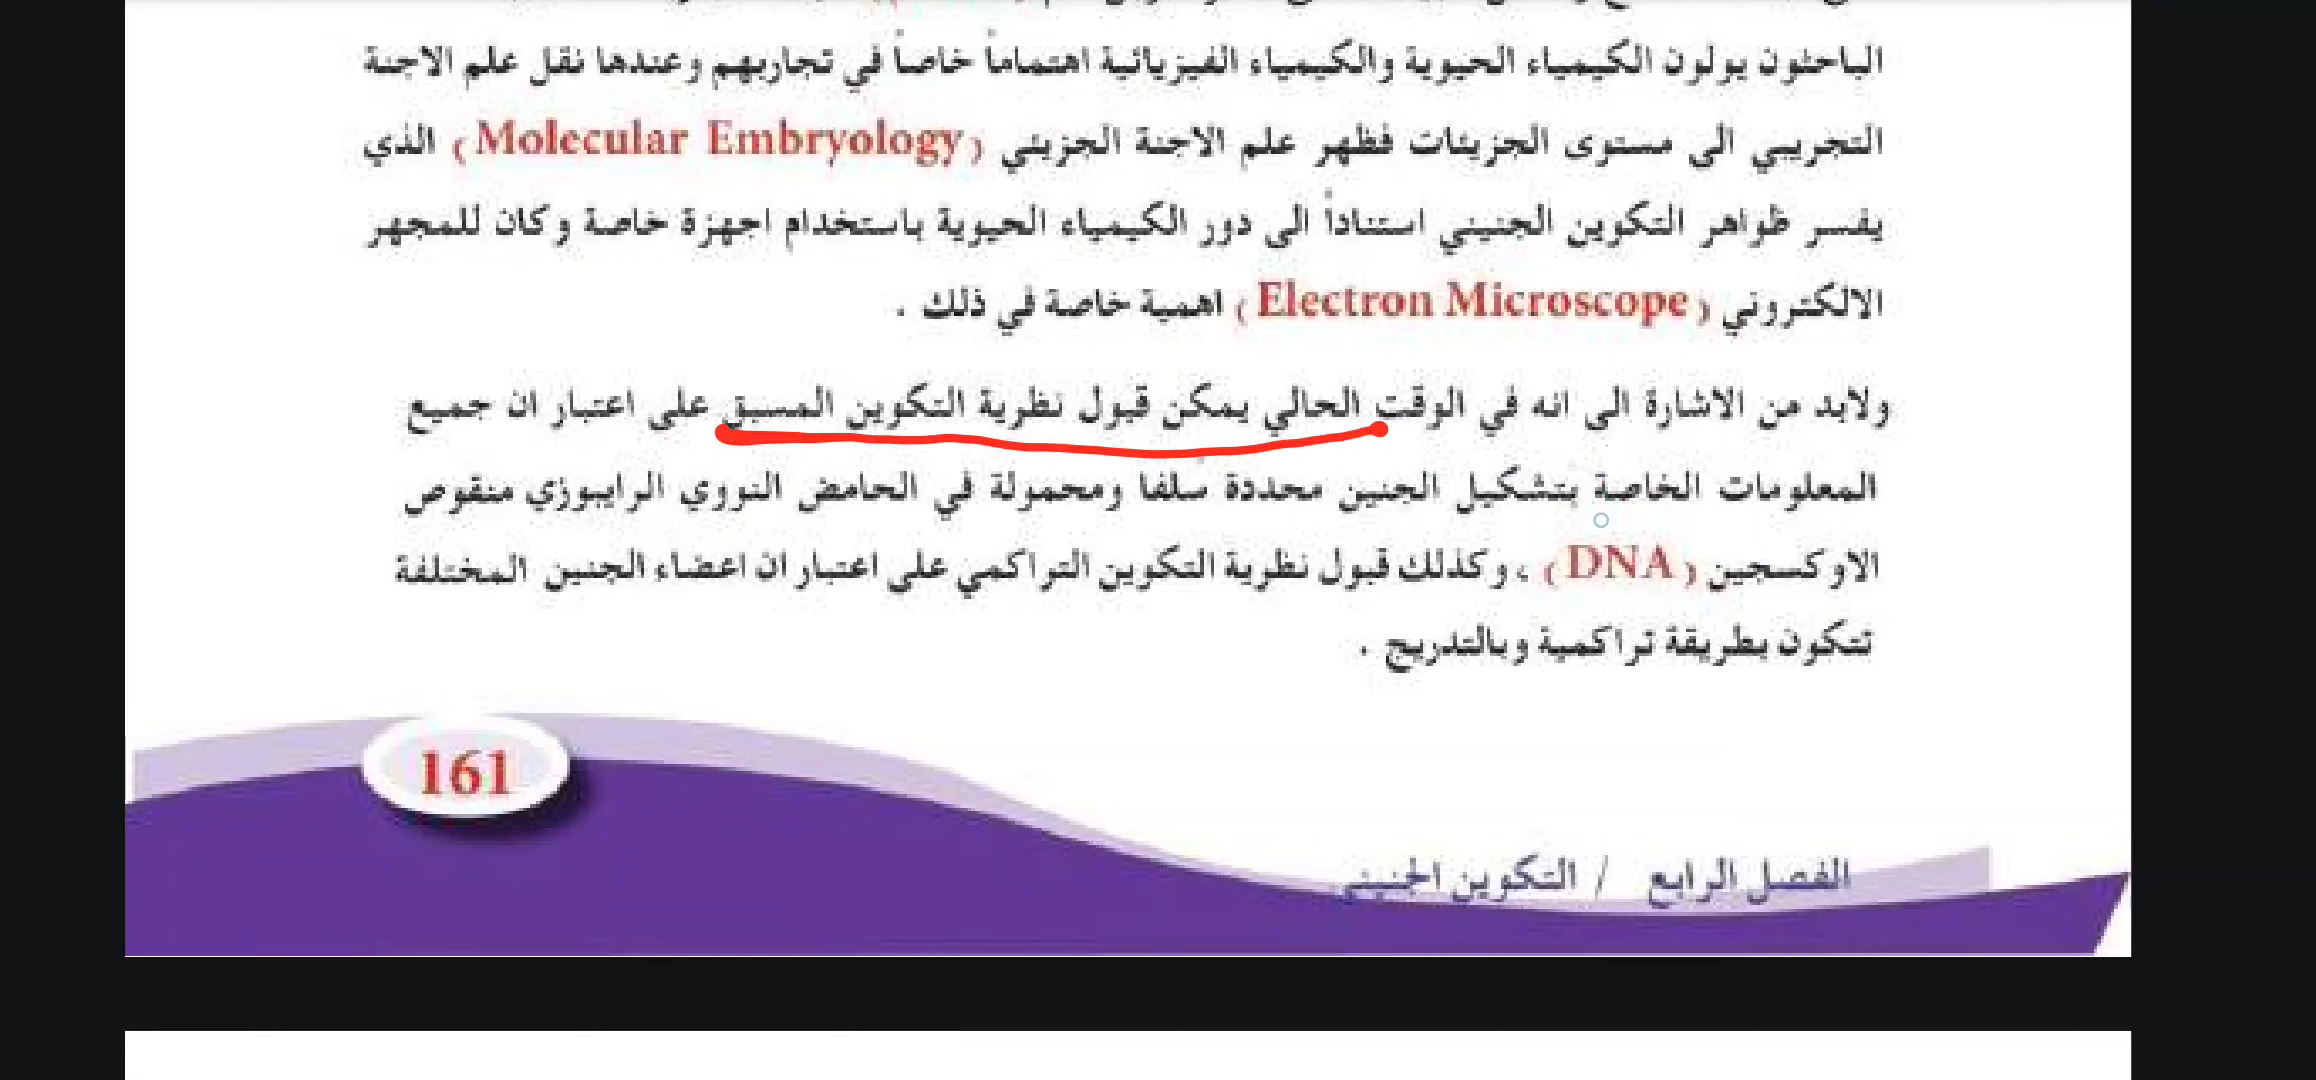 الباحثون يولون الكيمياء الحيوية والكيمياء الفيزيائية اهتماماً خاصاً في تجاربهم وعندها نقل علم الاجنة
التجريبي الى مستوى الجزيئات فظهر علم الاجنة الجزيئي (Molecular Embryology) الذي
يفسر ظواهر التكوين الجنيني استناداً الى دور الكيمياء الحيوية باستخدام اجهزة خاصة وكان للمجهر
الالكتروني (Electron Microscope) اهمية خاصة في ذلك .
ولابد من الاشارة الى انه في الوقت الحالي يمكن قبول نظرية التكوين المسبق على اعتبار ان جميع
المعلومات الخاصة بتشكيل الجنين محددة سلفا ومحمولة في الحامض النووي الرايبوزي منقوص
الاوكسجين (DNA) ، وكذلك قبول نظرية التكوين التراكمي على اعتبار ان اعضاء الجنين المختلفة
تتكون بطريقة تراكمية وبالتدريج .
161
الفصل الرابع / التكوين الجنيني